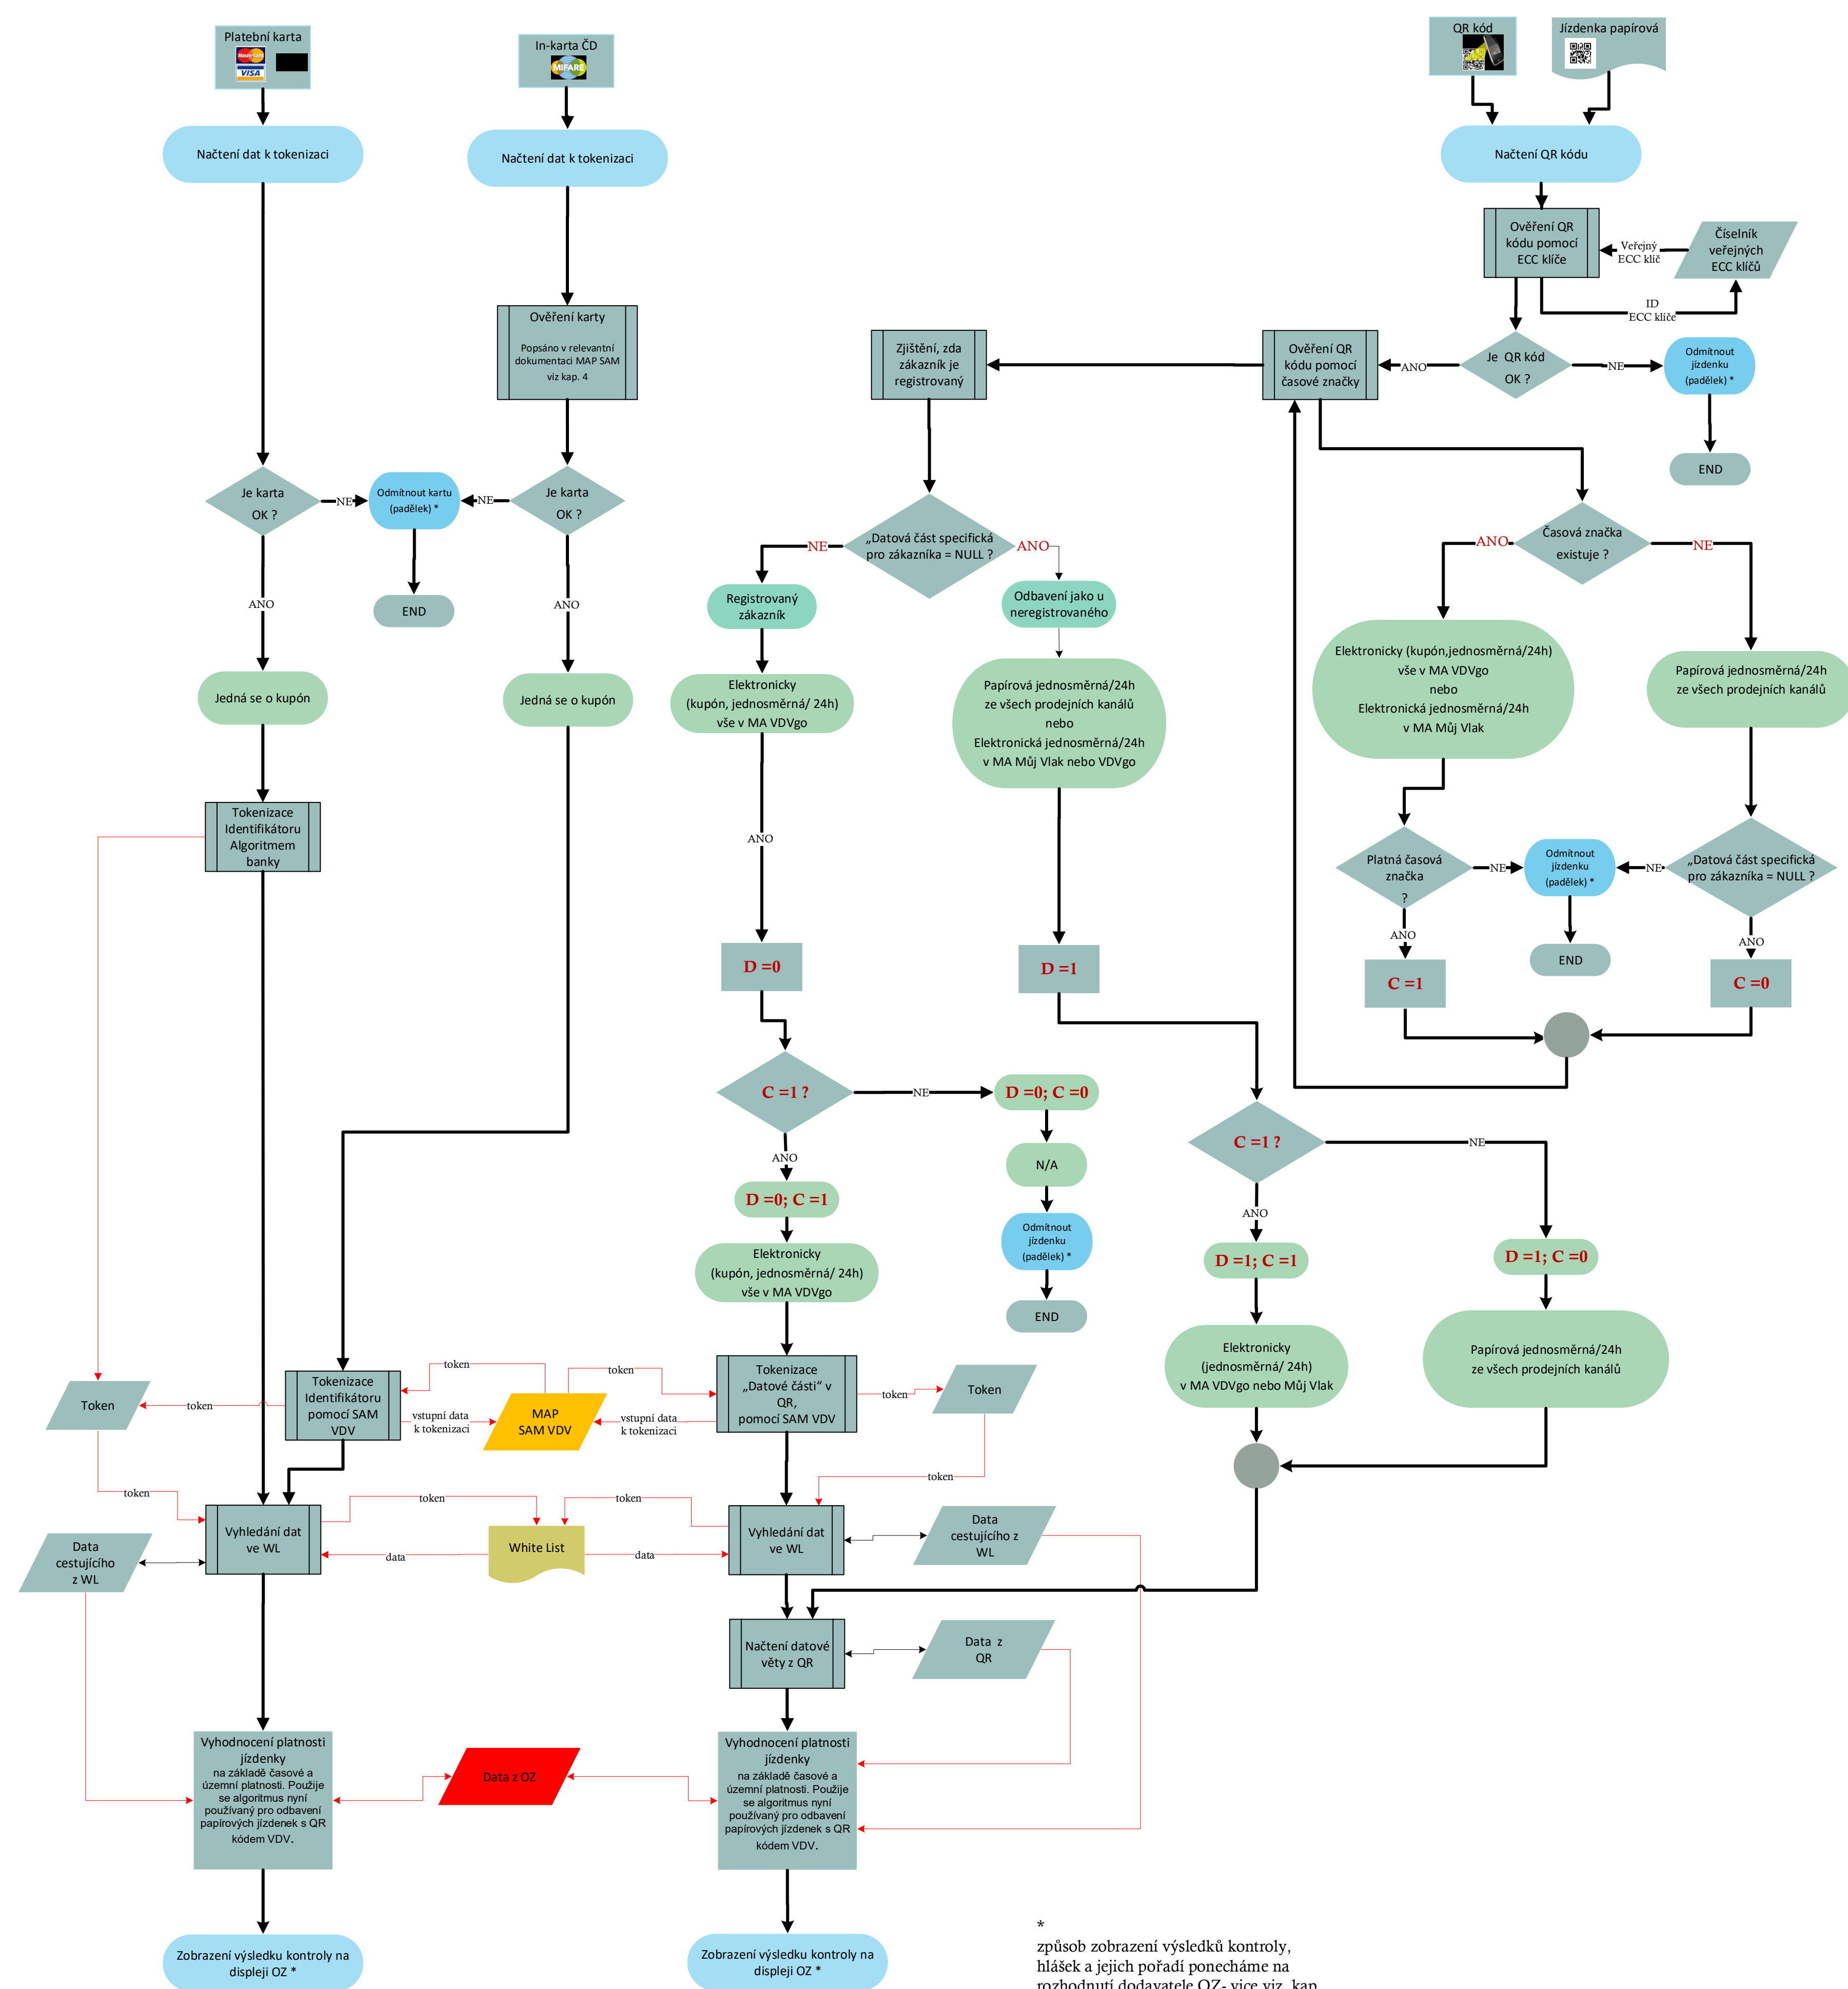 Platební karta
MasterCard
VISA
Načtení dat k tokenizaci
Je karta
OK ?
NE
Odmítnout kartu
(padělek) *
END
ANO
Jedná se o kupón
Tokenizace
Identifikátoru
Algoritmem
banky
In-karta ČD
MIFARE
Načtení dat k tokenizaci
Ověření karty
Popsáno v relevantní
dokumentaci MAP SAM
viz kap. 4
Je karta
OK ?
NE
ANO
Jedná se o kupón
QR kód
Jízdenka papírová
Načtení QR kódu
Ověření QR
kódu pomocí
ECC klíče
Veřejný
ECC klíč
Číselník
veřejných
ECC klíčů
ID
ECC klíče
Je QR kód
OK ?
NE
Odmítnout
jízdenku
(padělek) *
END
ANO
Ověření QR
kódu pomocí
časové značky
Zjištění, zda
zákazník je
registrovaný
„Datová část specifická
pro zákazníka = NULL ?
NE
ANO
Registrovaný
zákazník
Odbavení jako u
neregistrovaného
Elektronicky
(kupón, jednosměrná/ 24h)
vše v MA VDVgo
Papírová jednosměrná/24h
ze všech prodejních kanálů
nebo
Elektronická jednosměrná/24h
v MA Můj Vlak nebo VDVgo
ANO
D =0
D =1
Časová značka
existuje ?
ANO
NE
Elektronicky (kupón,jednosměrná/24h)
vše v MA VDVgo
nebo
Elektronická jednosměrná/24h
v MA Můj Vlak
Papírová jednosměrná/24h
ze všech prodejních kanálů
Platná časová
značka
?
NE
Odmítnout
jízdenku
(padělek) *
NE
„Datová část specifická
pro zákazníka = NULL ?
END
ANO
ANO
C =1
C =0
C =1 ?
NE
D =0; C =0
N/A
Odmítnout
jízdenku
(padělek) *
END
ANO
D =0; C =1
Elektronicky
(kupón, jednosměrná/ 24h)
vše v MA VDVgo
C =1 ?
NE
ANO
D =1; C =1
D =1; C =0
Elektronicky
(jednosměrná/ 24h)
v MA VDVgo nebo Můj Vlak
Papírová jednosměrná/24h
ze všech prodejních kanálů
Token
token
Tokenizace
Identifikátoru
pomocí SAM
VDV
token
vstupní data
k tokenizaci
MAP
SAM VDV
token
vstupní data
k tokenizaci
Tokenizace
„Datové části“ v
QR,
pomocí SAM VDV
token
Token
token
token
Vyhledání dat
ve WL
token
data
White List
token
data
Vyhledání dat
ve WL
Data
cestujícího
z WL
Data
cestujícího z
WL
Načtení datové
věty z QR
Data z
QR
Vyhodnocení platnosti
jízdenky
na základě časové a
územní platnosti. Použije
se algoritmus nyní
používaný pro odbavení
papírových jízdenek s QR
kódem VDV.
Data z OZ
Vyhodnocení platnosti
jízdenky
na základě časové a
územní platnosti. Použije
se algoritmus nyní
používaný pro odbavení
papírových jízdenek s QR
kódem VDV.
Zobrazení výsledku kontroly na
displeji OZ *
Zobrazení výsledku kontroly na
displeji OZ *
*
způsob zobrazení výsledků kontroly,
hlášek a jejich pořadí ponecháme na
rozhodnutí dodavatele OZ- vice viz. kap